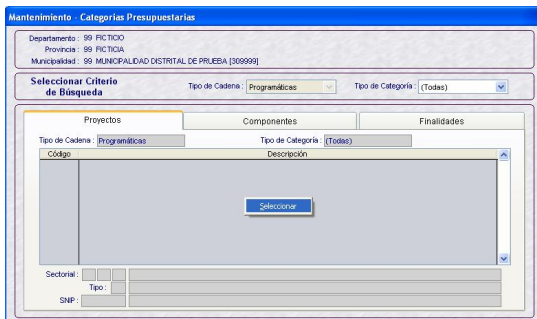 Mantenimiento - Categorías Presupuestarias
Departamento : 99 FICTICIO
Provincia : 99 FICTICIA
Municipalidad : 99 MUNICIPALIDAD DISTRITAL DE PRUEBA [309999]
Seleccionar Criterio de Búsqueda
Tipo de Cadena : Programáticas Tipo de Categoría : (Todas)
Proyectos Componentes Finalidades
Tipo de Cadena : Programáticas Tipo de Categoría : (Todas)
Código Descripción
Seleccionar
Sectorial :
Tipo :
SNIP :